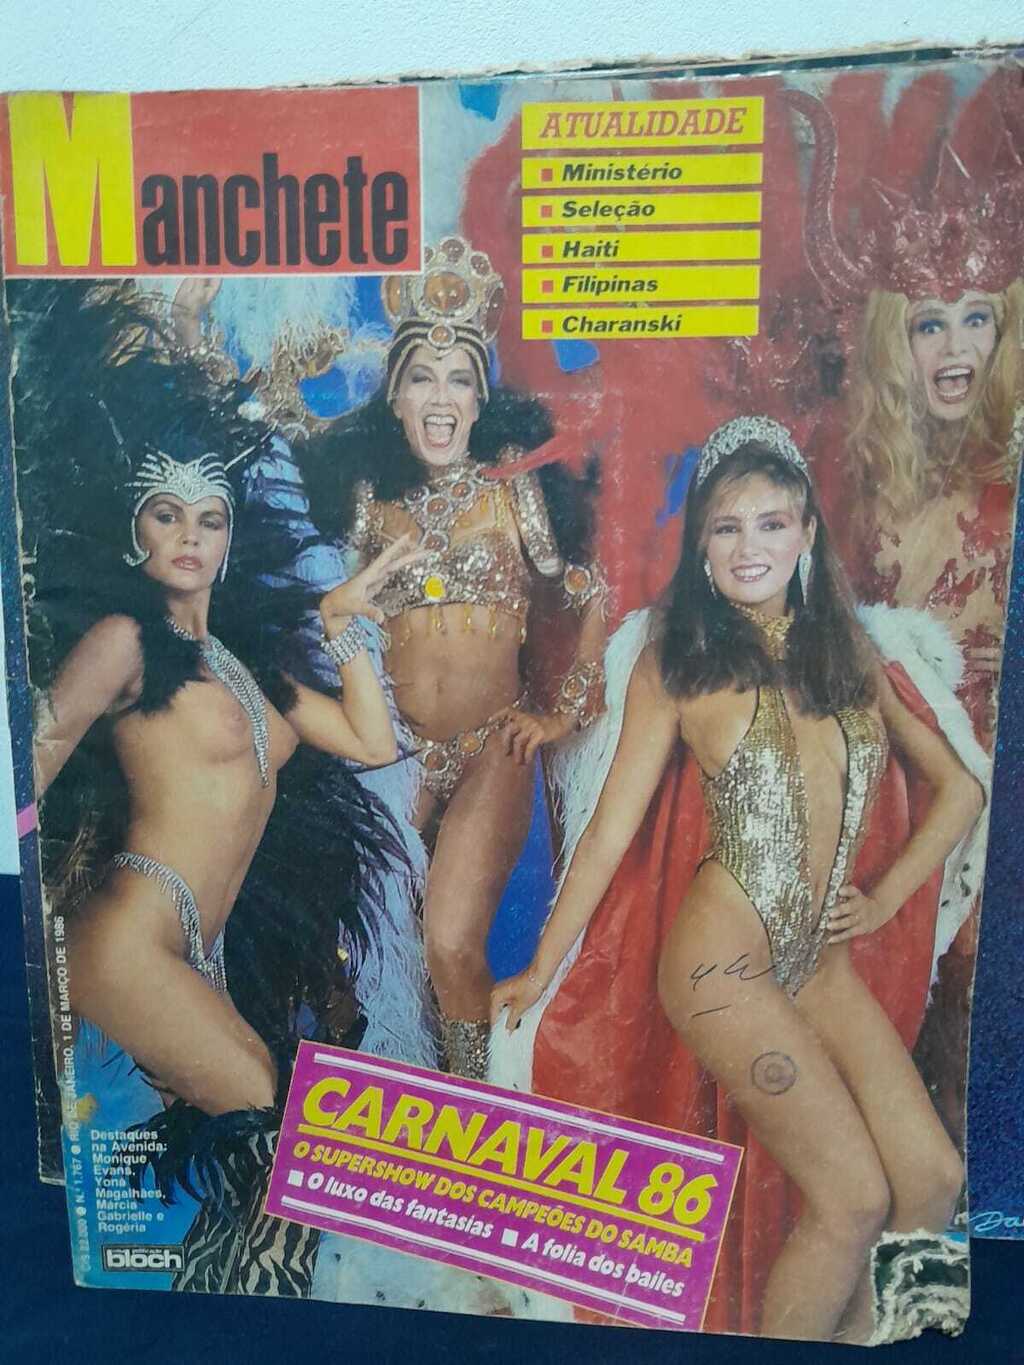 Manchete
ATUALIDADE
Ministério
Seleção
Haiti
Filipinas
Charanski
RIO DE JANEIRO, 1 DE MARÇO DE 1986
N.º 1.767
Destaques
na Avenida:
Monique
Evans,
Yoná
Magalhães,
Márcia
Gabrielle e
Rogéria
bloch
CARNAVAL 86
O SUPERSHOW DOS CAMPEÕES DO SAMBA
O luxo das fantasias A folia dos bailes